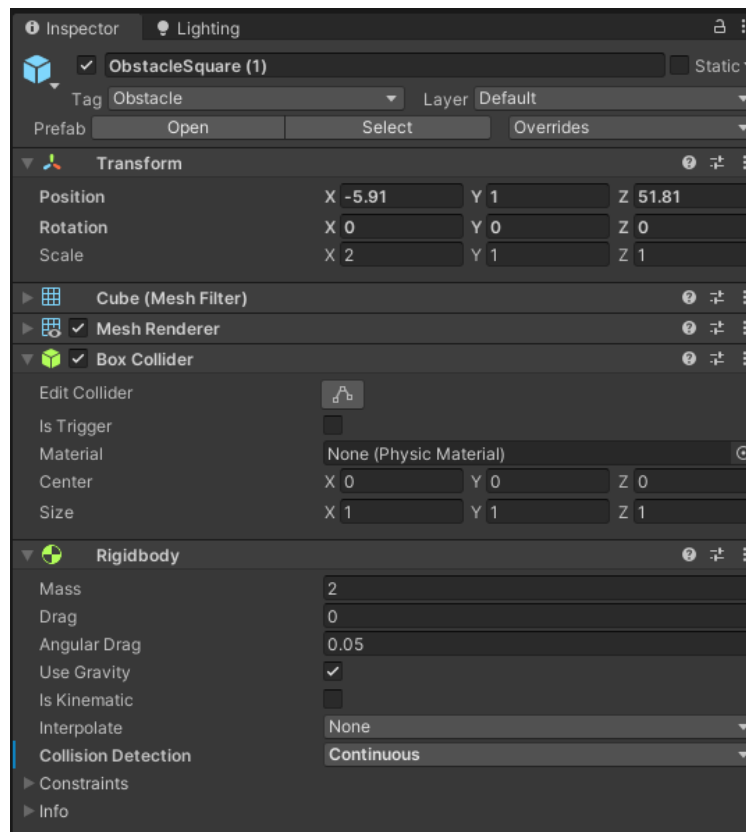 Inspector Lighting
ObstacleSquare (1) Static
Tag Obstacle Layer Default
Prefab Open Select Overrides
Transform
Position X -5.91 Y 1 Z 51.81
Rotation X 0 Y 0 Z 0
Scale X 2 Y 1 Z 1
Cube (Mesh Filter)
Mesh Renderer
Box Collider
Edit Collider
Is Trigger
Material None (Physic Material)
Center X 0 Y 0 Z 0
Size X 1 Y 1 Z 1
Rigidbody
Mass 2
Drag 0
Angular Drag 0.05
Use Gravity
Is Kinematic
Interpolate None
Collision Detection Continuous
Constraints
Info